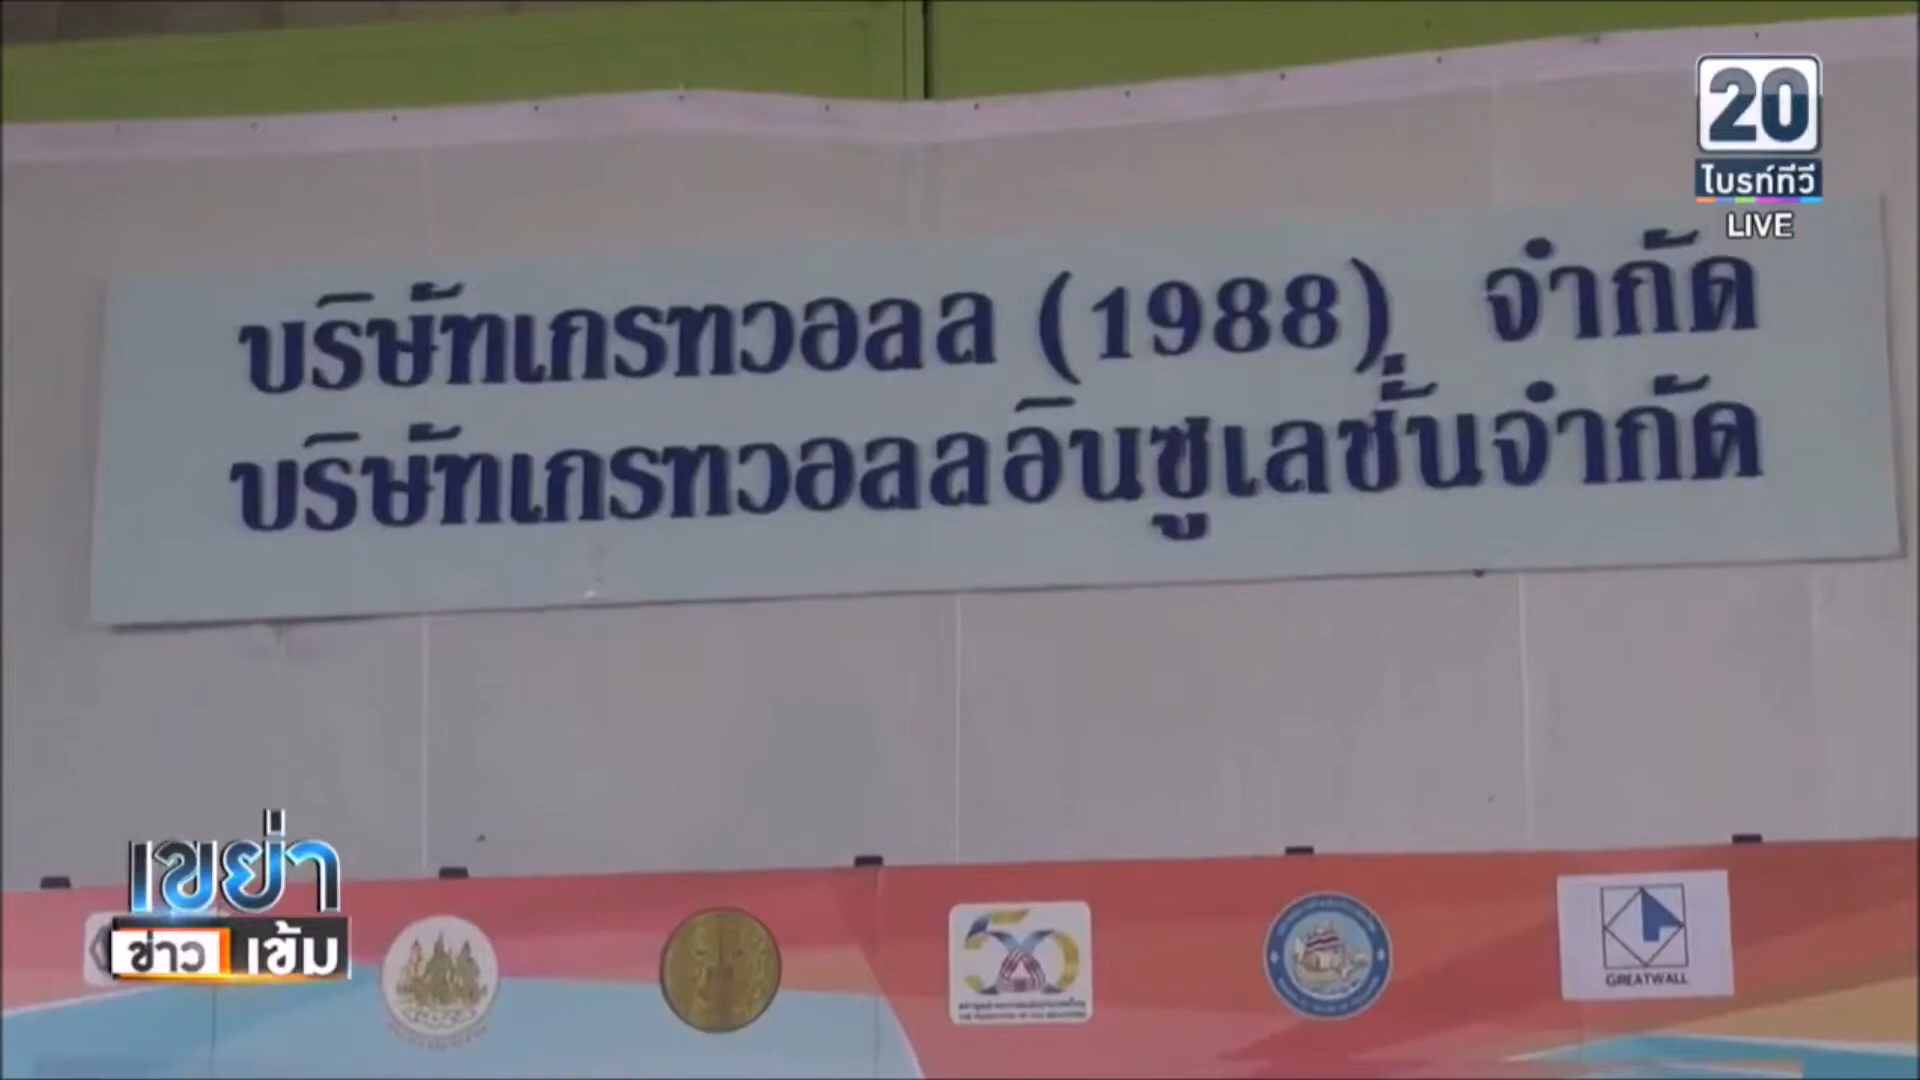 20
ไบรท์ทีวี
LIVE
บริษัทเกรทวอลล (1988) จำกัด
บริษัทเกรทวอลลอินซูเลชั่นจำกัด
เขย่า
ข่าว เข้ม
GREATWALL